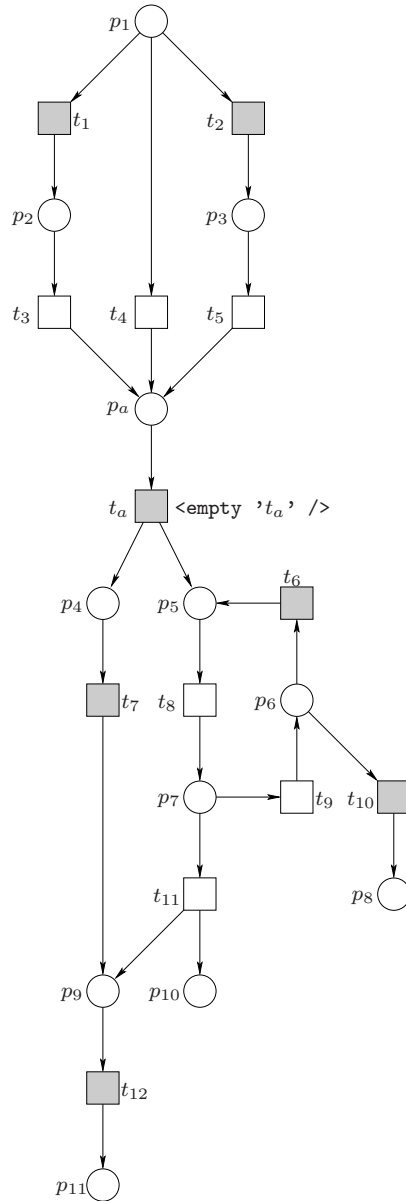 p1
t1 t2
p2 p3
t3 t4 t5
pa
ta <empty 'ta' />
t6
p4 p5
t7 t8 p6
p7 t9 t10
t11 p8
p9 p10
t12
p11